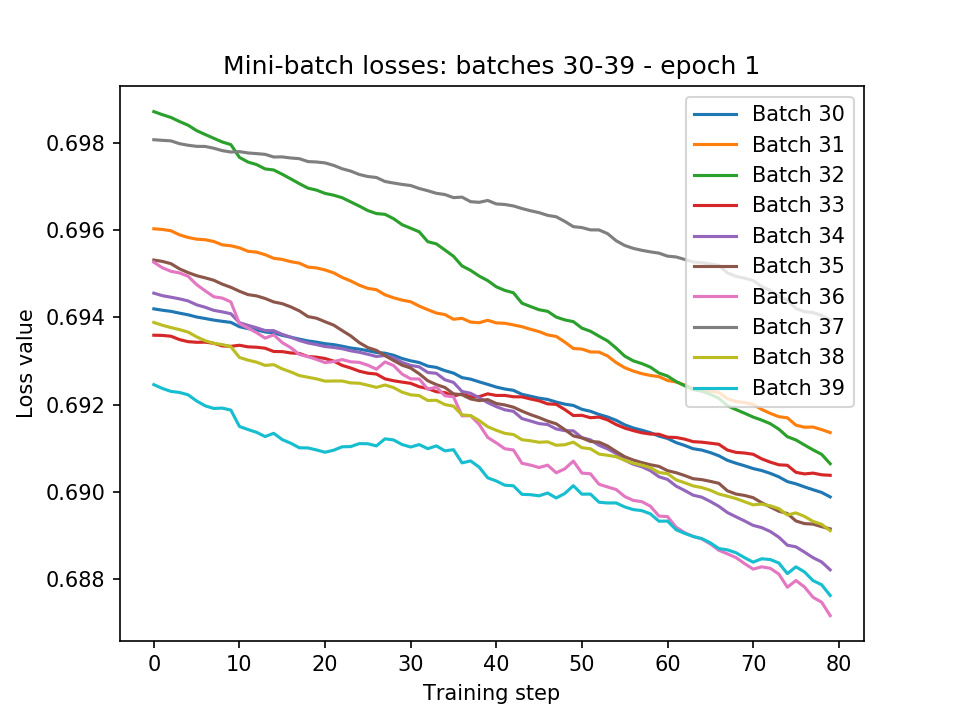 Mini-batch losses: batches 30-39 - epoch 1
Loss value
0.698
0.696
0.694
0.692
0.690
0.688
Batch 30
Batch 31
Batch 32
Batch 33
Batch 34
Batch 35
Batch 36
Batch 37
Batch 38
Batch 39
0 10 20 30 40 50 60 70 80
Training step